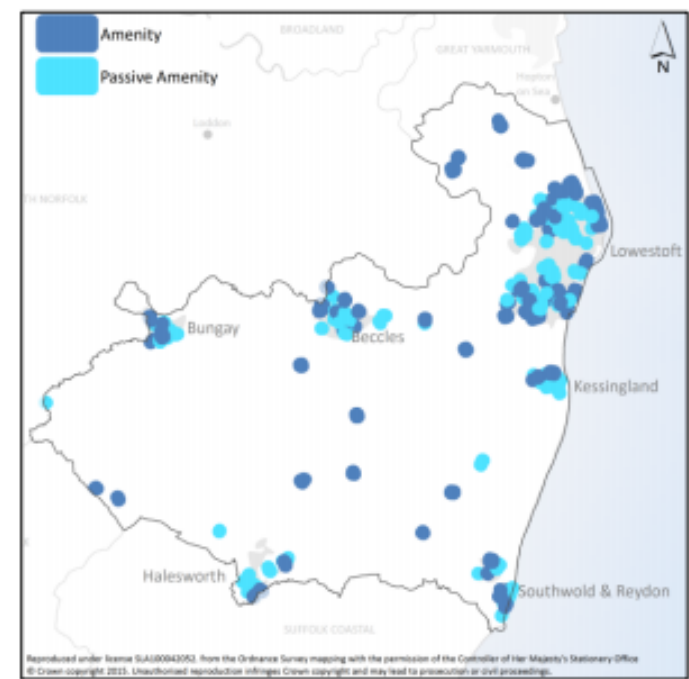 Amenity
Passive Amenity
BROADLAND
GREAT YARMOUTH
N
Hopton
on Sea
Loddon
TH NORFOLK
Lowestoft
Bungay
Beccles
Kessingland
Halesworth
Southwold & Reydon
SUFFOLK COASTAL
Reproduced under license SLA100042052, from the Ordnance Survey mapping with the permission of the Controller of Her Majesty's Stationery Office
© Crown copyright 2015. Unauthorised reproduction infringes Crown copyright and may lead to prosecution or civil proceedings.